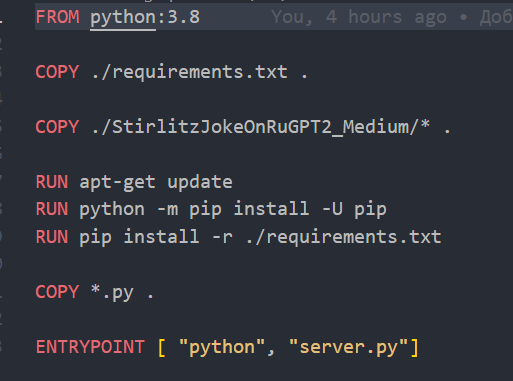 FROM python:3.8 You, 4 hours ago • Доб
COPY ./requirements.txt .
COPY ./StirlitzJokeOnRuGPT2_Medium/* .
RUN apt-get update
RUN python -m pip install -U pip
RUN pip install -r ./requirements.txt
COPY *.py .
ENTRYPOINT [ "python", "server.py"]